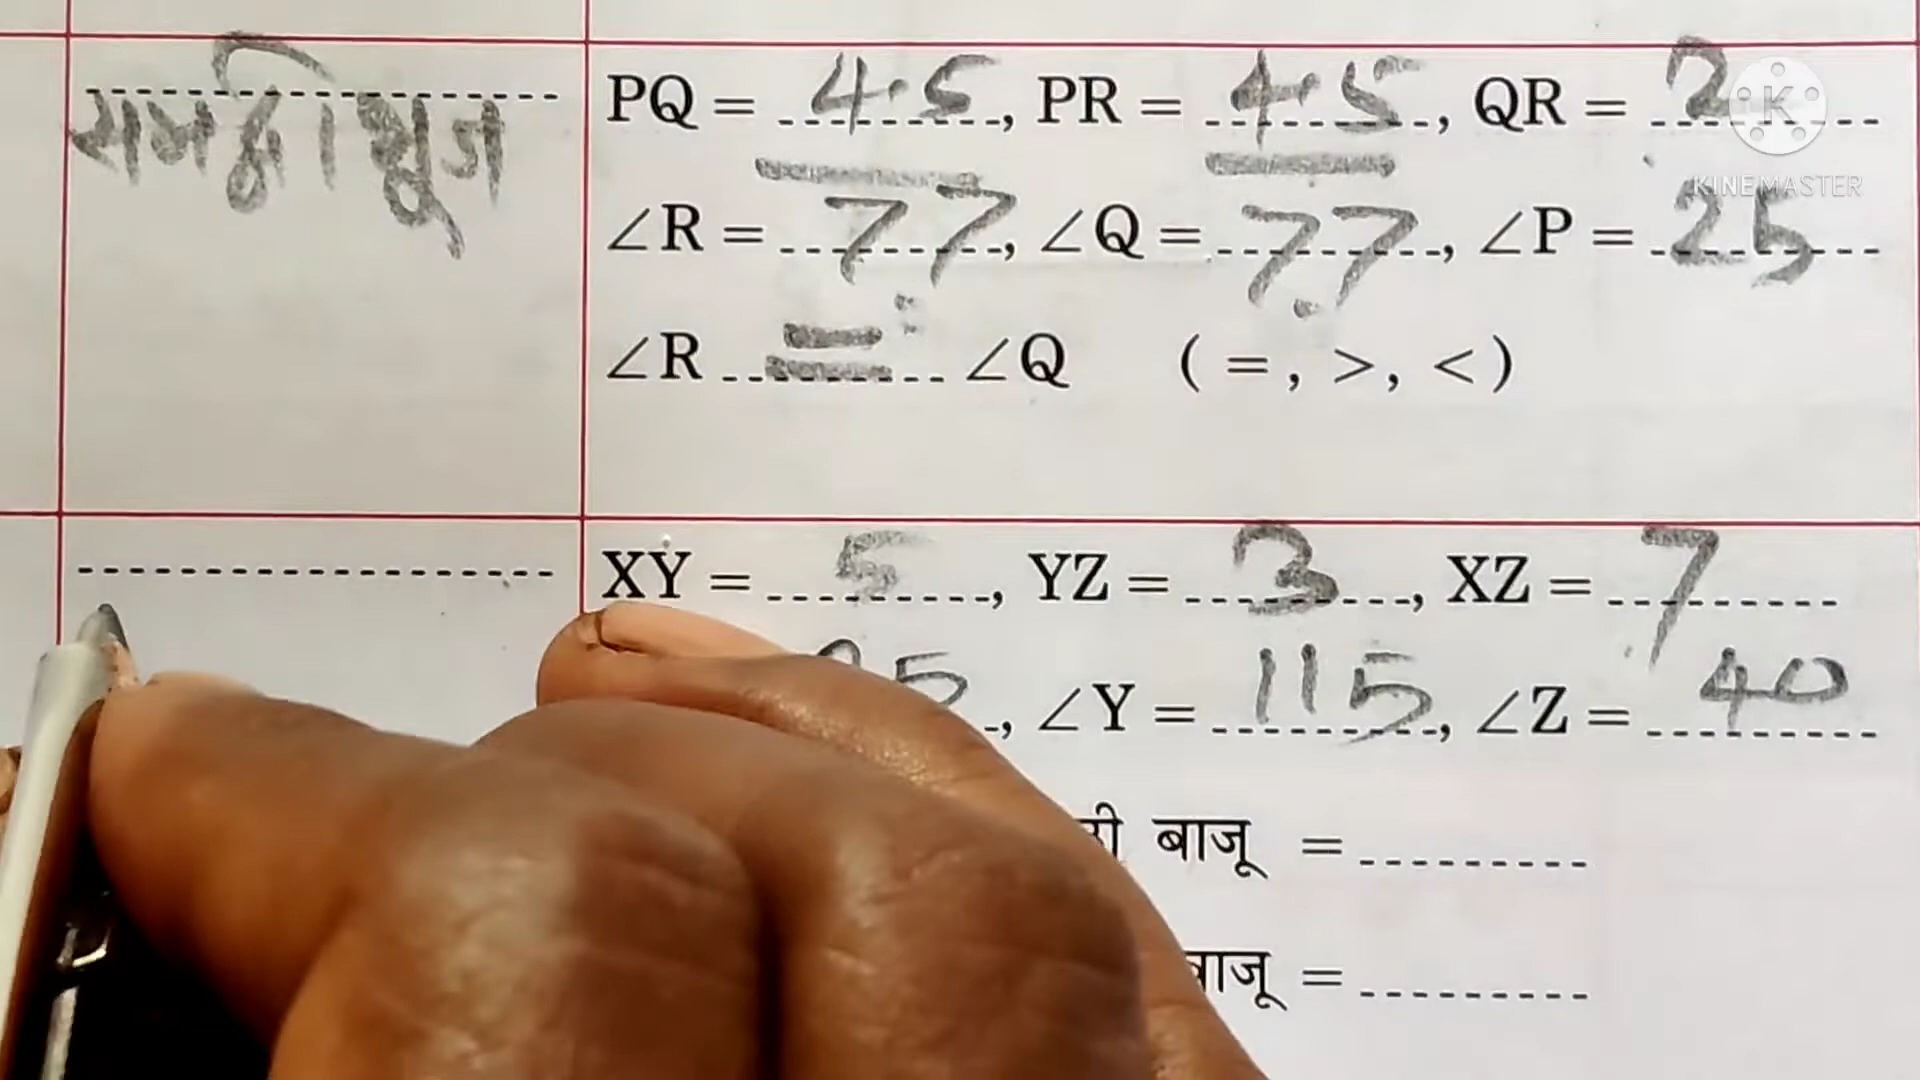 PQ = 4.5, PR = 4.5, QR = 2
समद्विभूज
K
KINEMASTER
∠R = 77, ∠Q = 77, ∠P = 25
∠R = ∠Q ( =, >, < )
XY = 5, YZ = 3, XZ = 7
5, ∠Y = 115, ∠Z = 40
बाजू =
बाजू =